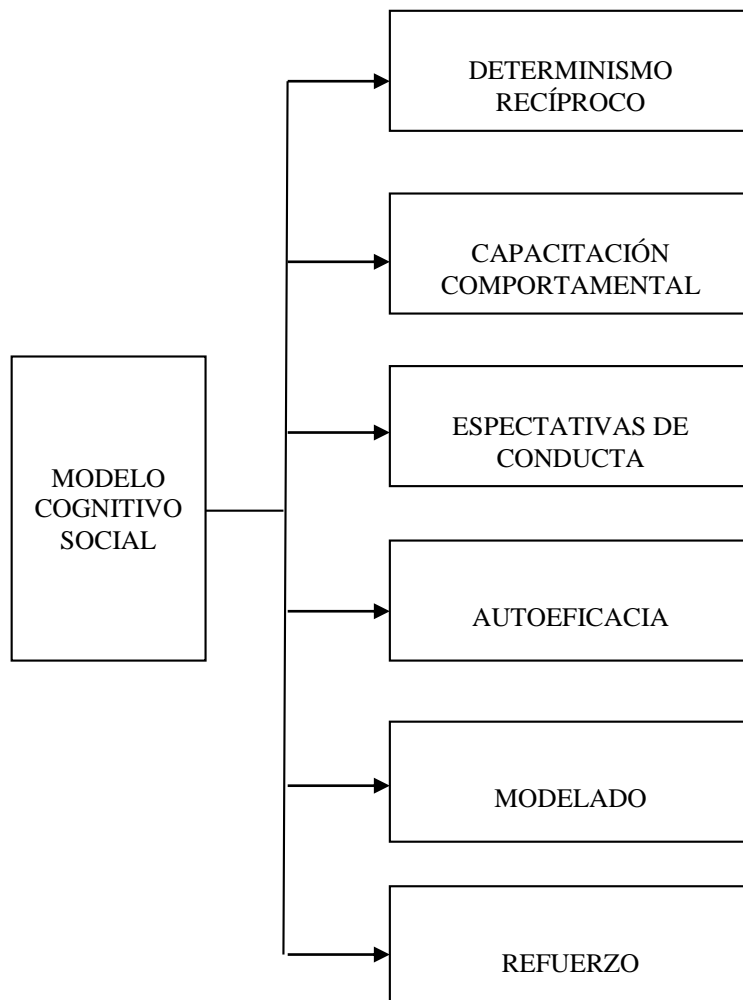 DETERMINISMO
RECÍPROCO
CAPACITACIÓN
COMPORTAMENTAL
ESPECTATIVAS DE
CONDUCTA
MODELO
COGNITIVO
SOCIAL
AUTOEFICACIA
MODELADO
REFUERZO